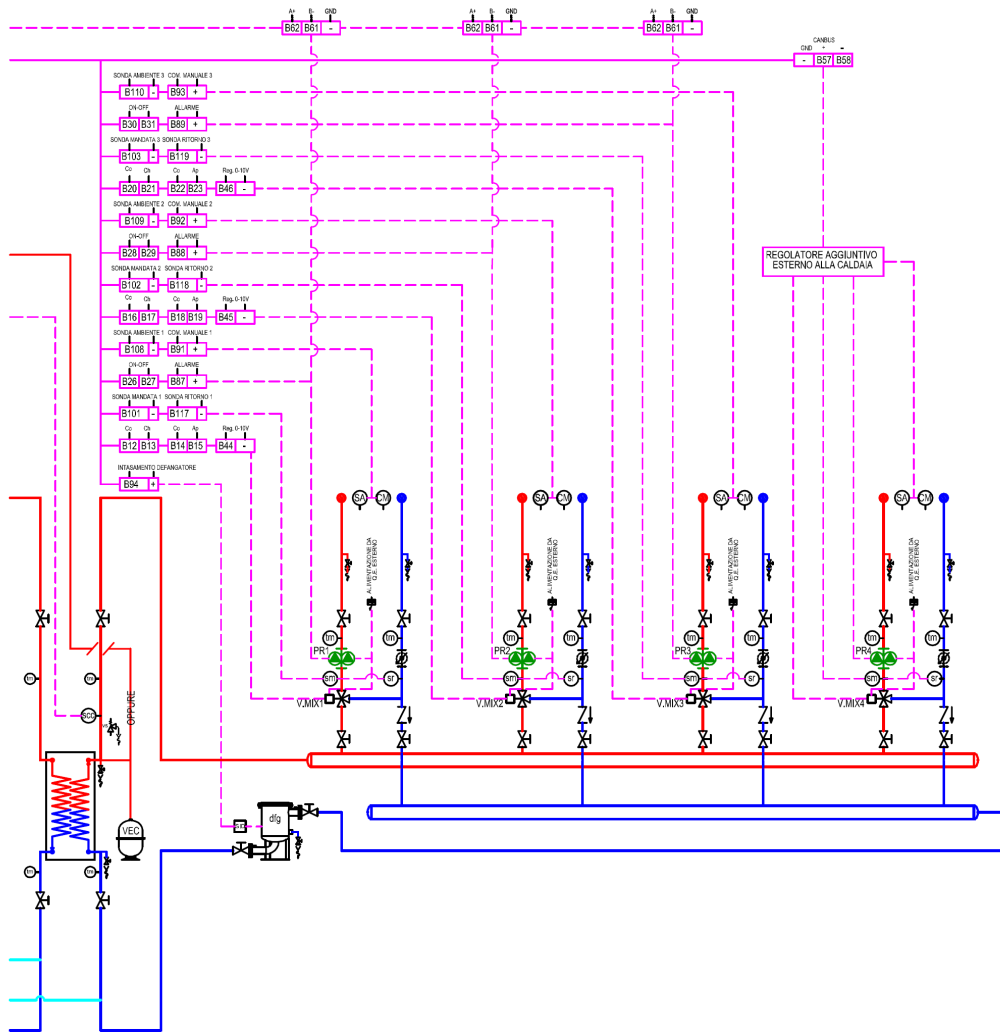 A+ B- GND
B62 B61 -
A+ B- GND
B62 B61 -
A+ B- GND
B62 B61 -
CANBUS
GND + -
- B57 B58
SONDA AMBIENTE 3 COM. MANUALE 3
B110 - B93 +
ON-OFF ALLARME
B30 B31 B89 +
SONDA MANDATA 3 SONDA RITORNO 3
B103 - B119 -
Co Ch Co Ap Reg. 0-10V
B20 B21 B22 B23 B46 -
SONDA AMBIENTE 2 COM. MANUALE 2
B109 - B92 +
ON-OFF ALLARME
B28 B29 B88 +
SONDA MANDATA 2 SONDA RITORNO 2
B102 - B118 -
Co Ch Co Ap Reg. 0-10V
B16 B17 B18 B19 B45 -
SONDA AMBIENTE 1 COM. MANUALE 1
B108 - B91 +
ON-OFF ALLARME
B26 B27 B87 +
SONDA MANDATA 1 SONDA RITORNO 1
B101 - B117 -
Co Ch Co Ap Reg. 0-10V
B12 B13 B14 B15 B44 -
INTASAMENTO DEFANGATORE
B94 +
REGOLATORE AGGIUNTIVO
ESTERNO ALLA CALDAIA
SA CM
SA CM
SA CM
SA CM
ALIMENTAZIONE DA
Q.E. ESTERNO
ALIMENTAZIONE DA
Q.E. ESTERNO
ALIMENTAZIONE DA
Q.E. ESTERNO
ALIMENTAZIONE DA
Q.E. ESTERNO
tm tm
tm tm
tm tm
tm tm
PR1
PR2
PR3
PR4
sm sr
sm sr
sm sr
sm sr
V.MIX1
V.MIX2
V.MIX3
V.MIX4
tm tm
scc
OPPURE
VEC
dfg
tm tm